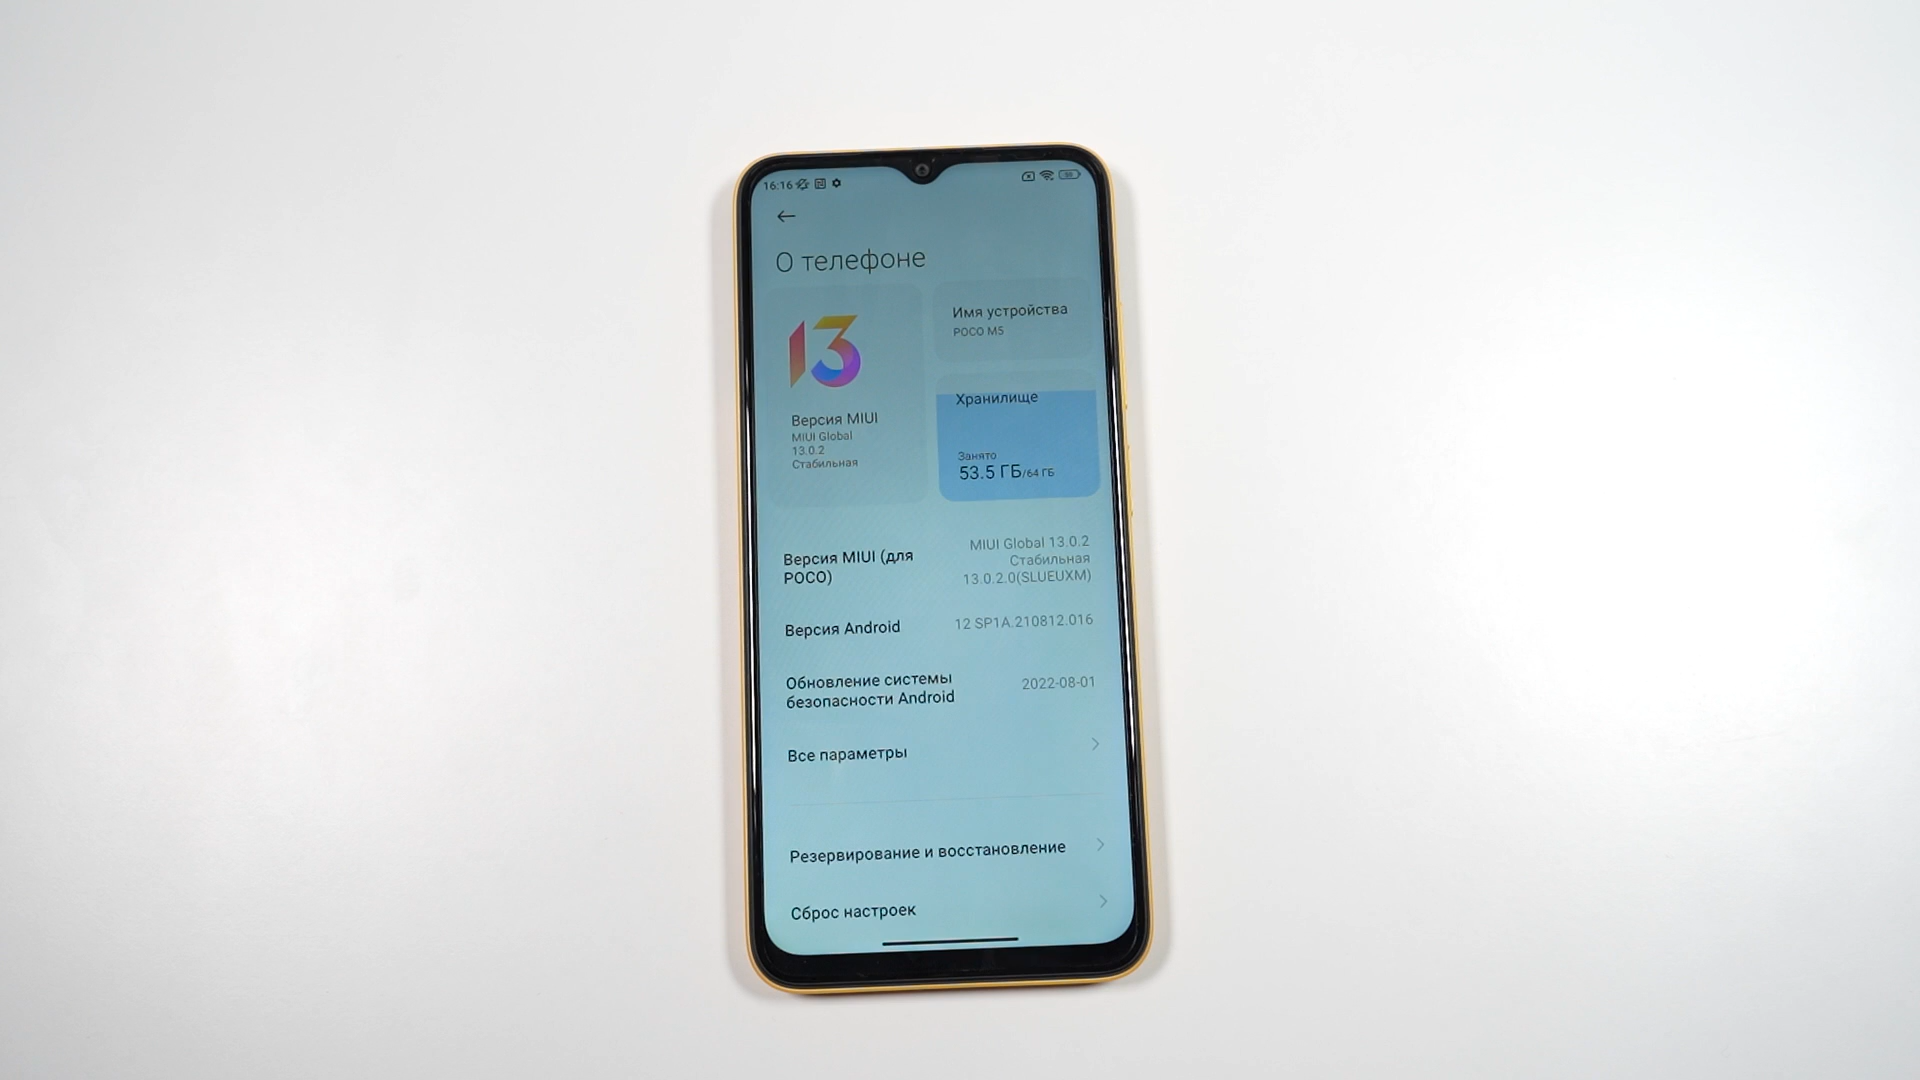 16:16
О телефоне
13
Версия MIUI
MIUI Global
13.0.2
Стабильная
Имя устройства
POCO M5
Хранилище
Занято
53.5 ГБ/64 ГБ
Версия MIUI (для
POCO)
MIUI Global 13.0.2
Стабильная
13.0.2.0(SLUEUXM)
Версия Android
12 SP1A.210812.016
Обновление системы
безопасности Android
2022-08-01
Все параметры
Резервирование и восстановление
Сброс настроек